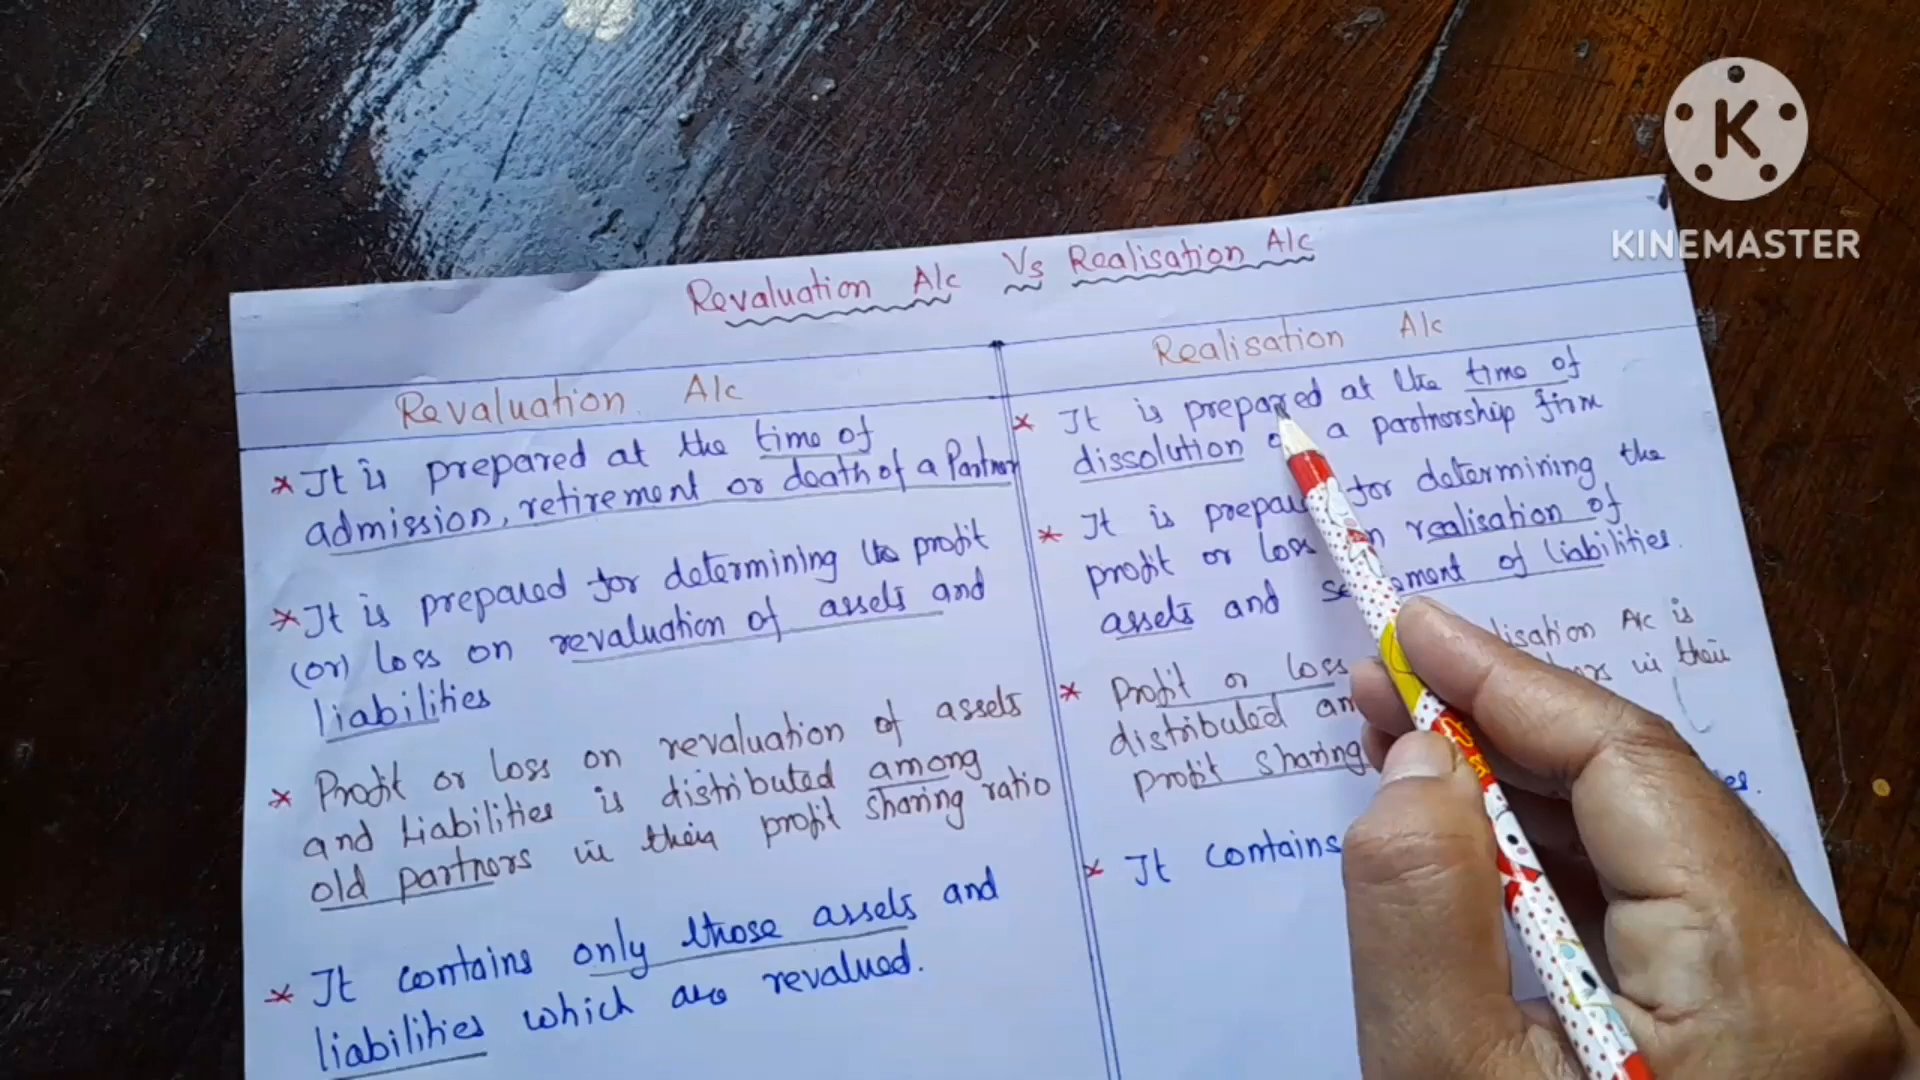 K
KINEMASTER
Revaluation A/c Vs Realisation A/c
Revaluation A/c
* It is prepared at the time of
admission, retirement or death of a Partner
* It is prepared for determining the profit
(or) loss on revaluation of assets and
liabilities
* Profit or loss on revaluation of assets
and liabilities is distributed among
old partners in their profit sharing ratio
* It contains only those assets and
liabilities which are revalued.
Realisation A/c
* It is prepared at the time of
dissolution a partnership firm
* It is for determining the
profit or loss realisation of
assets and of liabilities.
* Profit or loss A/c is
distributed in their
profit sharing
* It contains